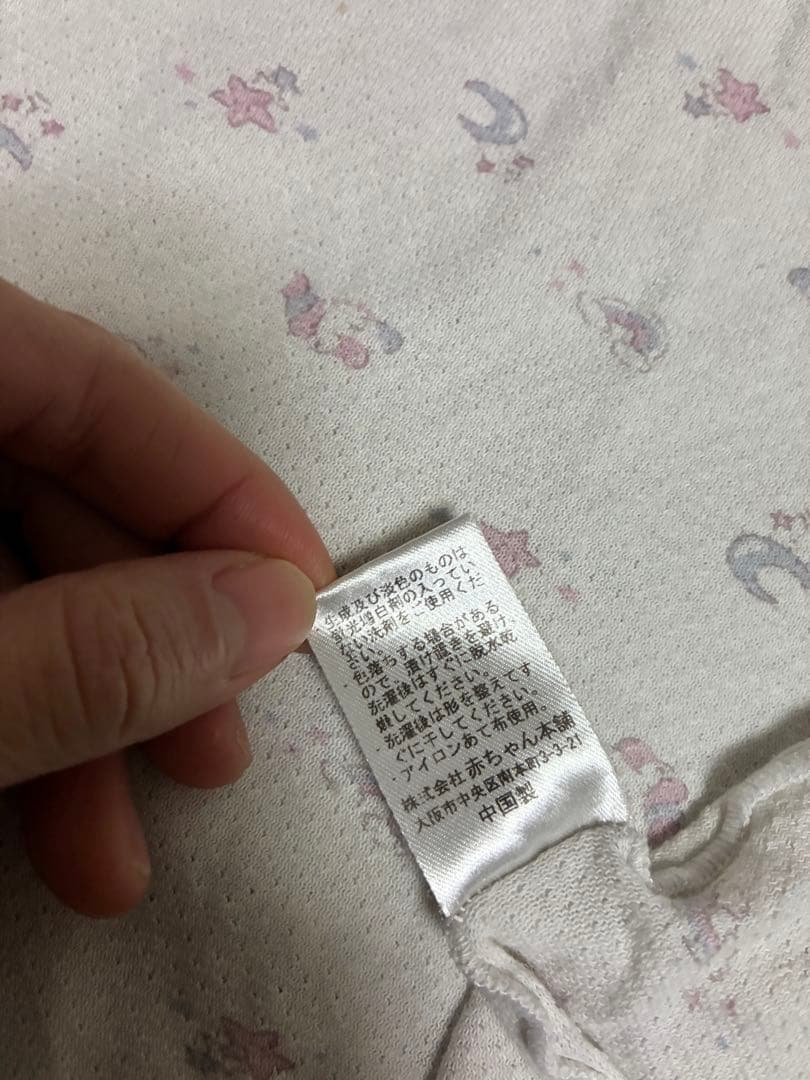 ・生成及び淡色のものは
蛍光増白剤の入ってい
ない洗剤をご使用くだ
さい。
・色落ちする場合がある
ので、漬け置きを避け、
洗濯後はすぐに脱水乾
燥してください。
・洗濯後は形を整えてす
ぐに干してください。
・アイロンあて布使用。
株式会社 赤ちゃん本舗
大阪市中央区南本町3-3-21
中国製